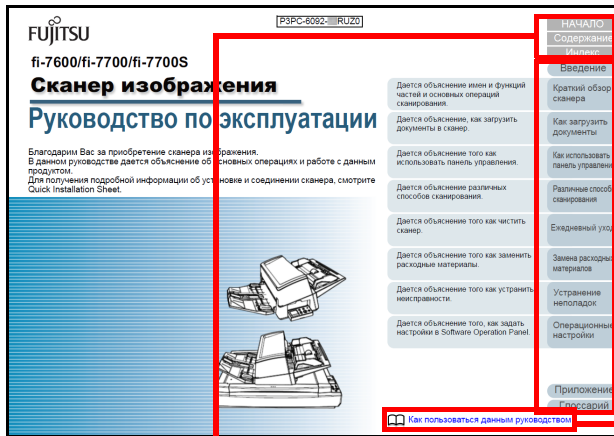 FUJITSU
P3PC-6092- RUZ0
fi-7600/fi-7700/fi-7700S
Сканер изображения
Руководство по эксплуатации
Благодарим Вас за приобретение сканера изображения.
В данном руководстве дается объяснение об основных операциях и работе с данным
продуктом.
Для получения подробной информации об установке и соединении сканера, смотрите
Quick Installation Sheet.
НАЧАЛО
Содержание
Индекс
Введение
Дается объяснение имен и функций
частей и основных операций
сканирования.
Краткий обзор
сканера
Дается объяснение, как загрузить
документы в сканер.
Как загрузить
документы
Дается объяснение того как
использовать панель управления.
Как использовать
панель управлени
Дается объяснение различных
способов сканирования.
Различные способ
сканирования
Дается объяснение того как чистить
сканер.
Ежедневный уход
Дается объяснение того как заменить
расходные материалы.
Замена расходны
материалов
Дается объяснение того как устранить
неисправности.
Устранение
неполадок
Дается объяснение того, как задать
настройки в Software Operation Panel.
Операционные
настройки
Приложение
Глоссарий
Как пользоваться данным руководством